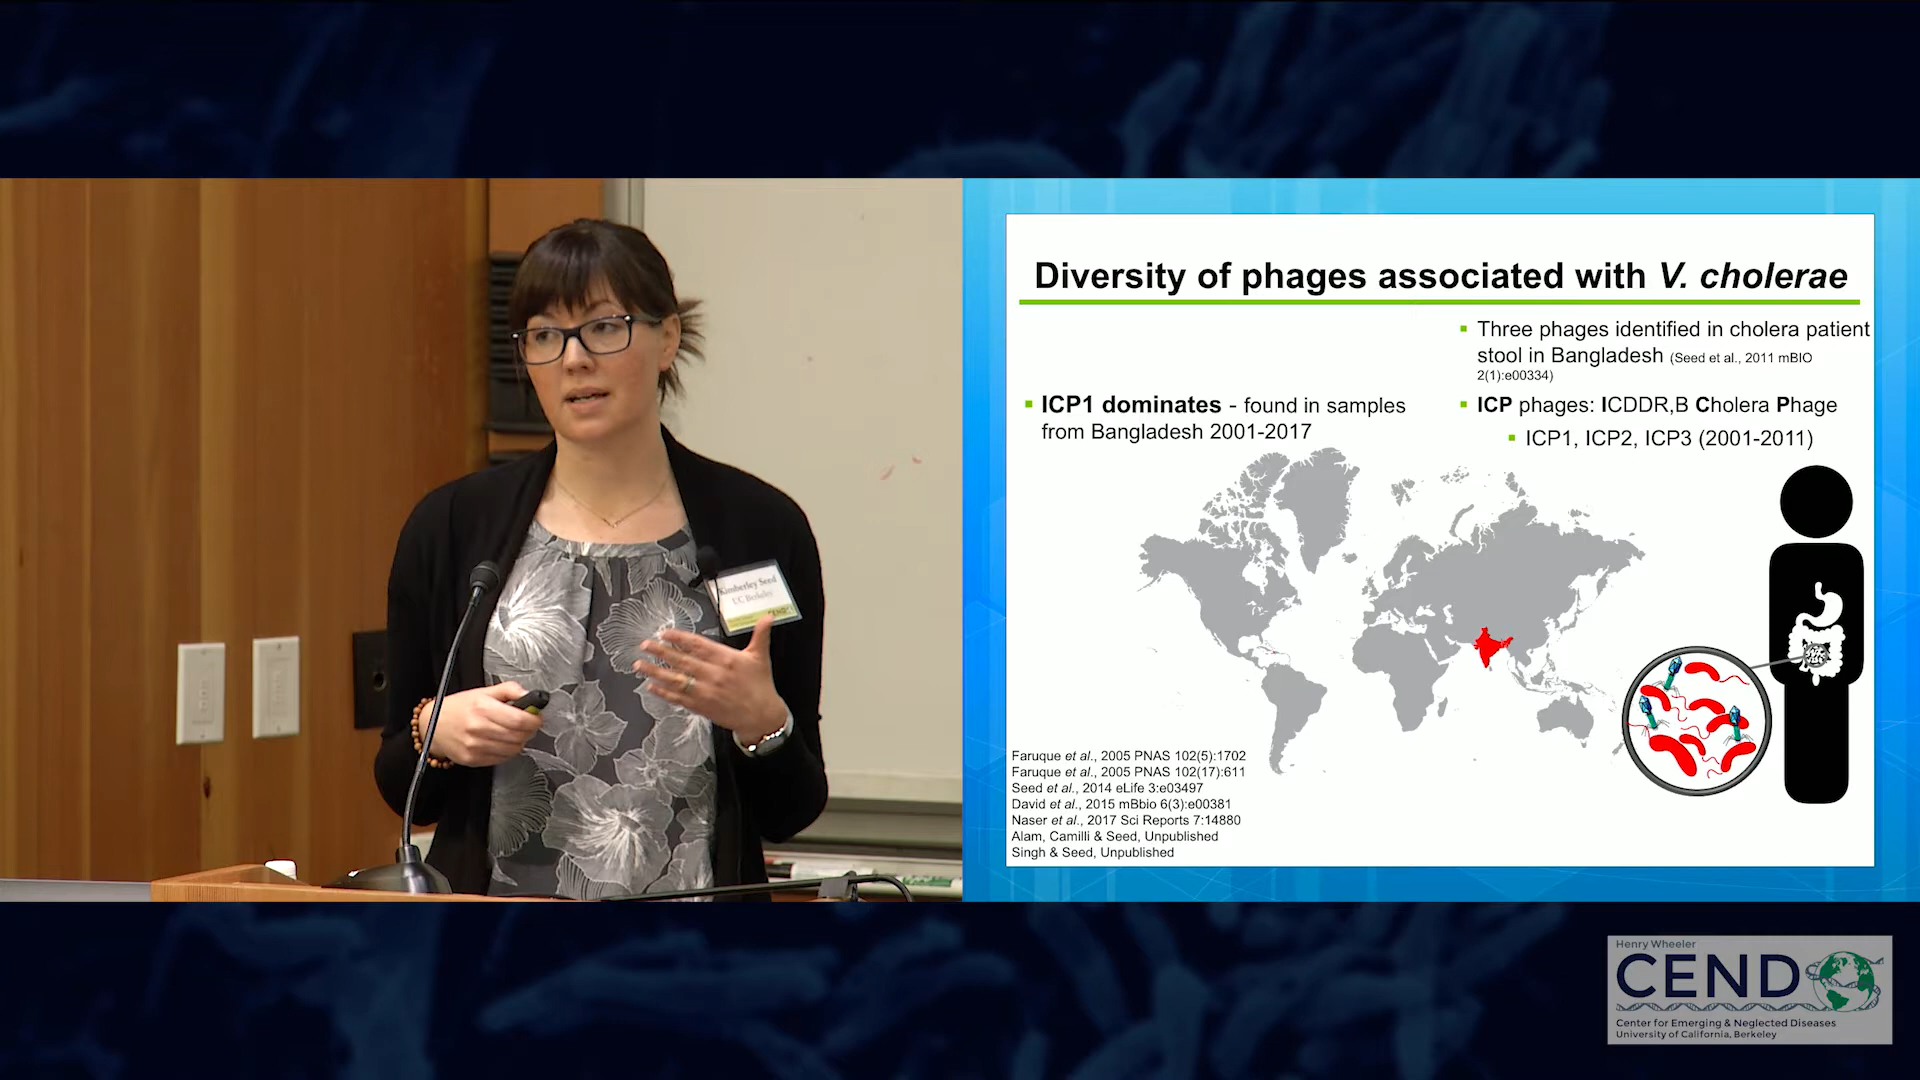 Kimberley Seed
UC Berkeley
CEND
Diversity of phages associated with V. cholerae
▪ ICP1 dominates - found in samples
from Bangladesh 2001-2017
▪ Three phages identified in cholera patient
stool in Bangladesh (Seed et al., 2011 mBIO
2(1):e00334)
▪ ICP phages: ICDDR,B Cholera Phage
▪ ICP1, ICP2, ICP3 (2001-2011)
Faruque et al., 2005 PNAS 102(5):1702
Faruque et al., 2005 PNAS 102(17):611
Seed et al., 2014 eLife 3:e03497
David et al., 2015 mBbio 6(3):e00381
Naser et al., 2017 Sci Reports 7:14880
Alam, Camilli & Seed, Unpublished
Singh & Seed, Unpublished
Henry Wheeler
CEND
Center for Emerging & Neglected Diseases
University of California, Berkeley